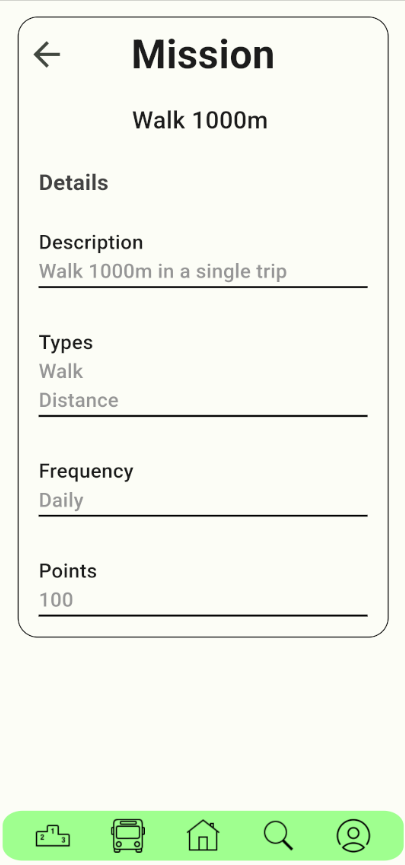 Mission
Walk 1000m
Details
Description
Walk 1000m in a single trip
Types
Walk
Distance
Frequency
Daily
Points
100
2 1 3